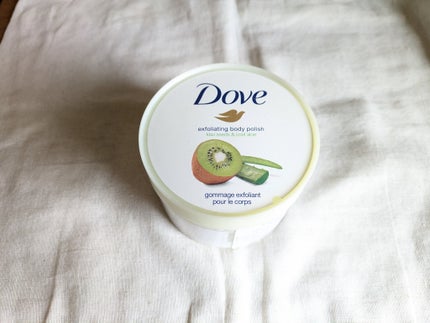 Dove
exfoliating body polish
kiwi seeds & cool aloe
gommage exfoliant
pour le corps